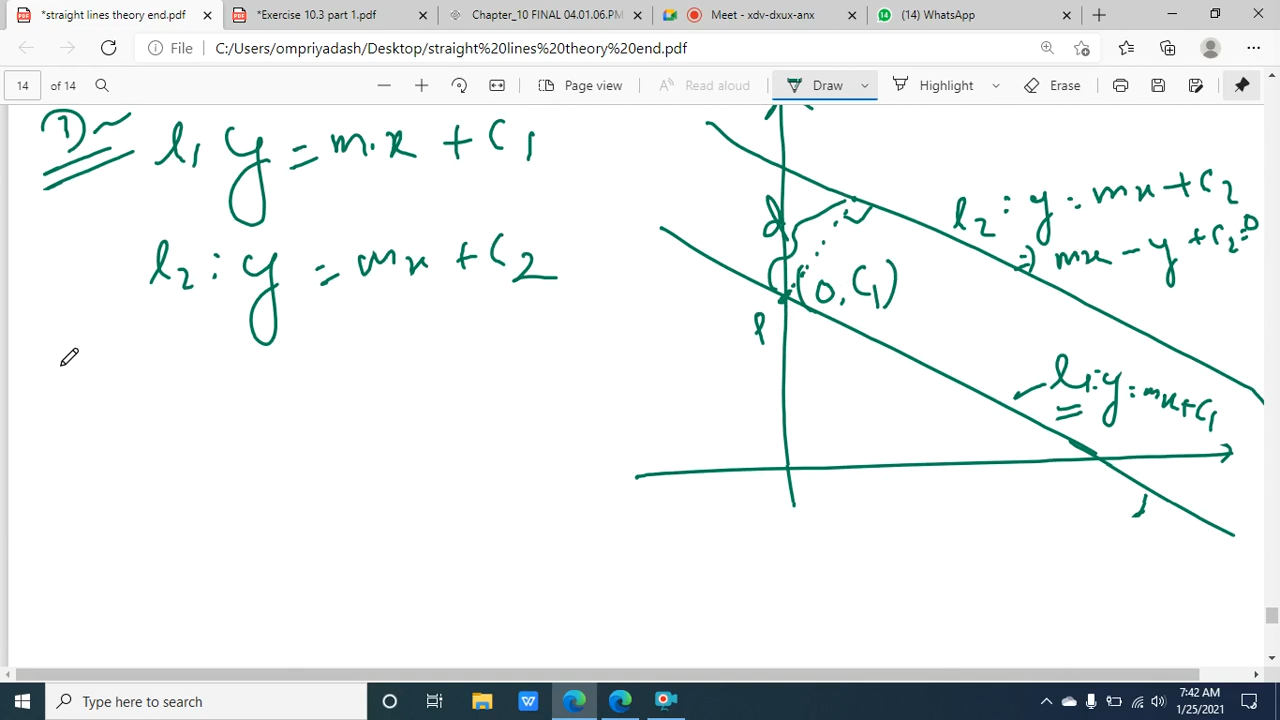 *straight lines theory end.pdf
*Exercise 10.3 part 1.pdf
Chapter_10 FINAL 04.01.06.PM
Meet - xdv-dxux-anx
(14) WhatsApp
File C:/Users/ompriyadash/Desktop/straight%20lines%20theory%20end.pdf
14 of 14
Page view
Read aloud
Draw
Highlight
Erase
① l₁ y = m.x + C₁
l₂ : y = mx + C₂
d
(0, C₁)
P
l₂ : y = mx + C₂
⇒ mx - y + C₂ = 0
l₁: y = mx + C₁
l
Type here to search
7:42 AM
1/25/2021